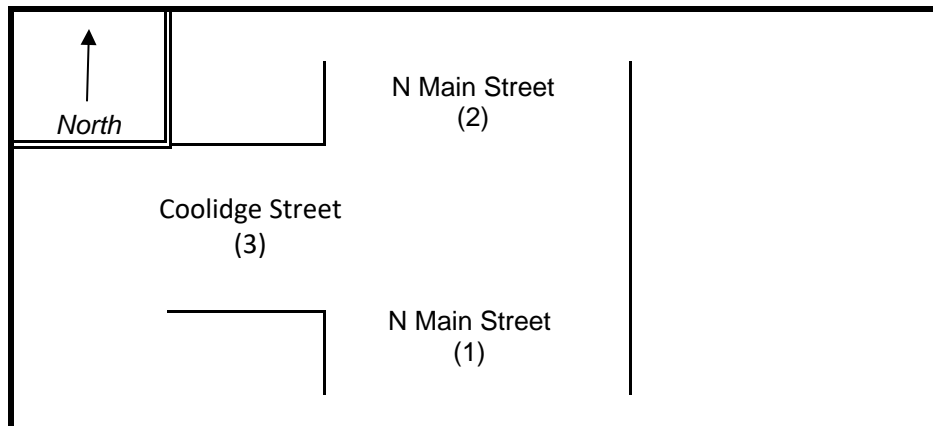 North
N Main Street
(2)
Coolidge Street
(3)
N Main Street
(1)